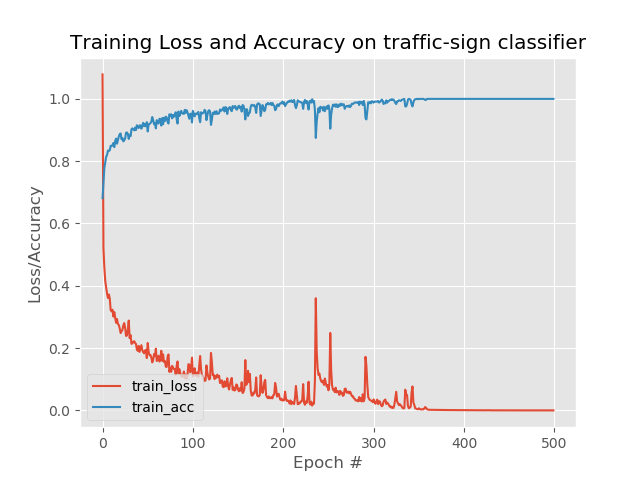 Training Loss and Accuracy on traffic-sign classifier
Loss/Accuracy
1.0
0.8
0.6
0.4
0.2
0.0
train_loss
train_acc
0 100 200 300 400 500
Epoch #